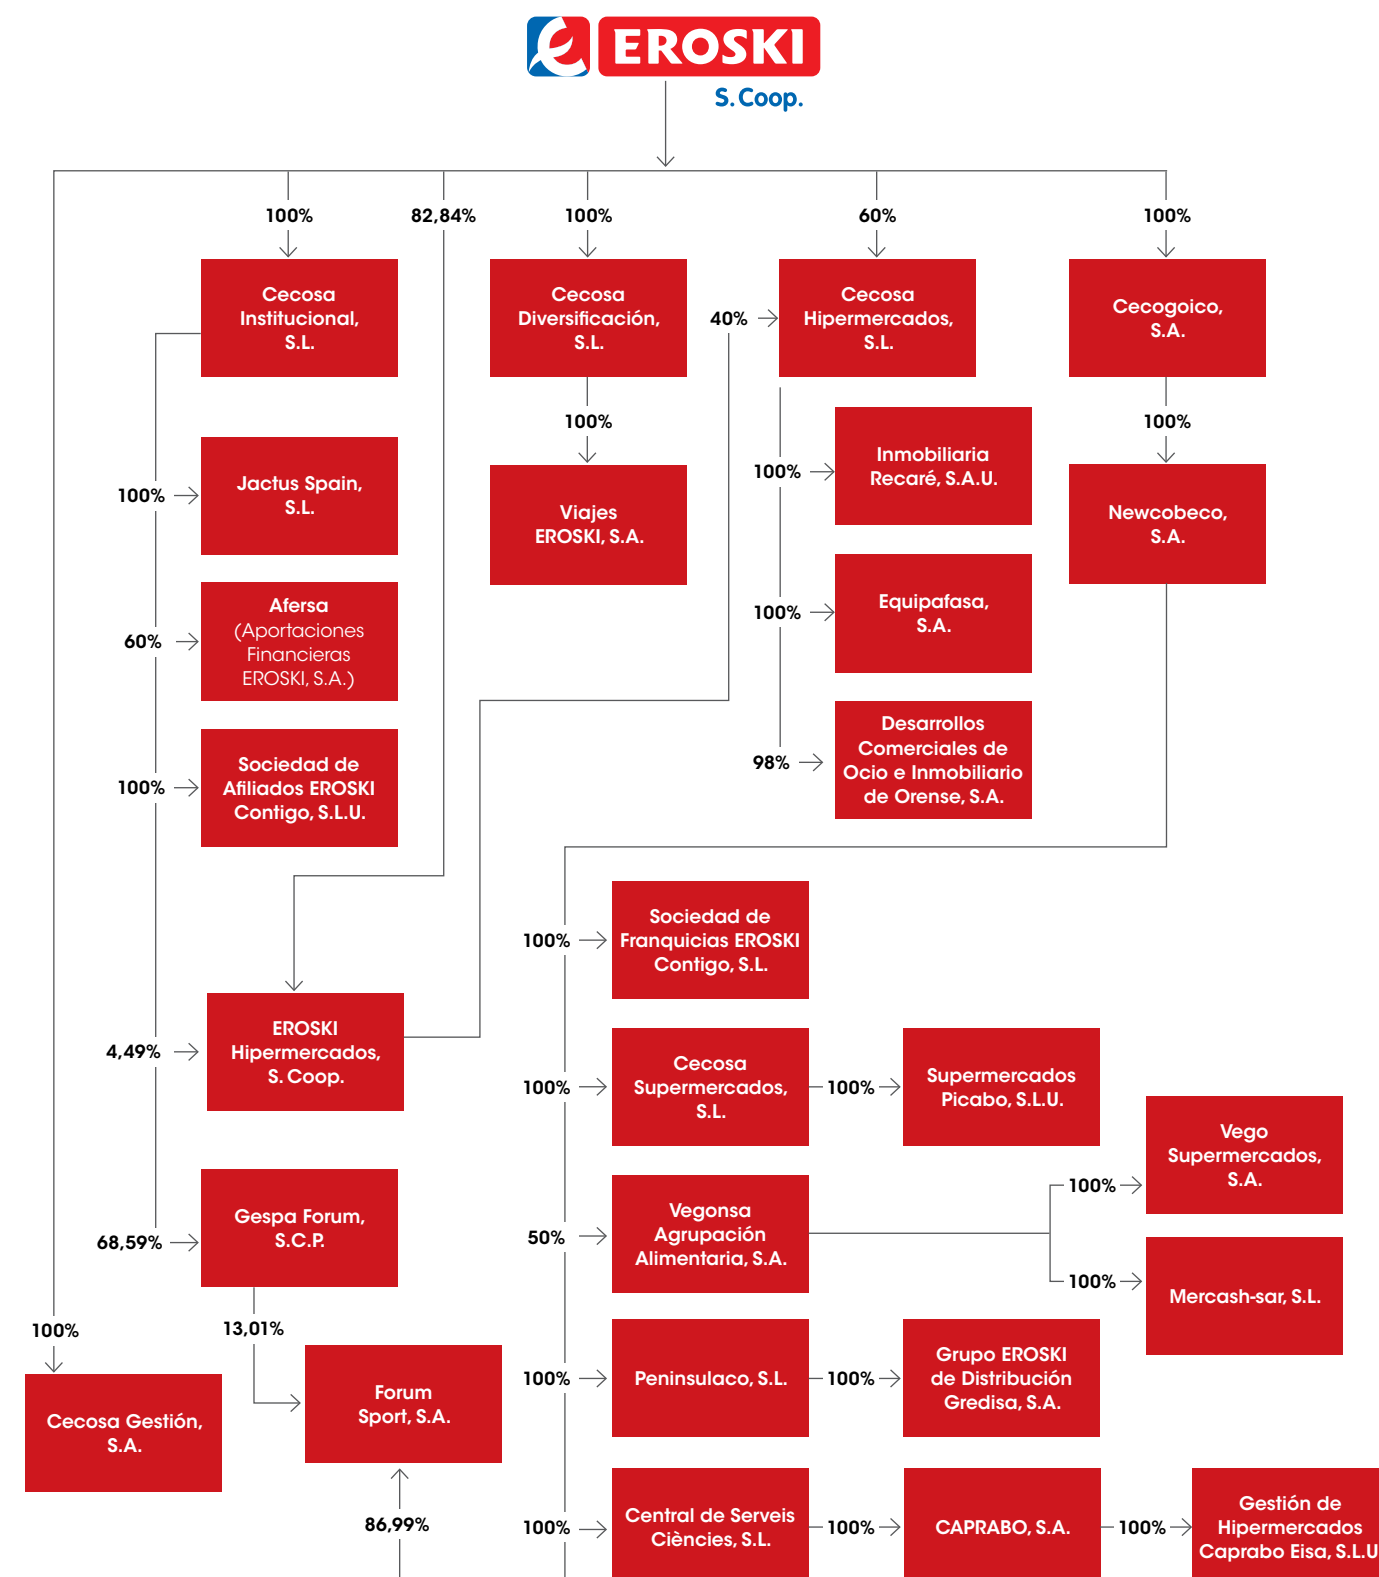 EROSKI
S. Coop.
100%
82,84%
100%
60%
100%
Cecosa
Institucional,
S.L.
Cecosa
Diversificación,
S.L.
40%
Cecosa
Hipermercados,
S.L.
Cecogoico,
S.A.
100%
100%
100%
Jactus Spain,
S.L.
Viajes
EROSKI, S.A.
100%
Inmobiliaria
Recaré, S.A.U.
Newcobeco,
S.A.
60%
Afersa
(Aportaciones
Financieras
EROSKI, S.A.)
100%
Equipafasa,
S.A.
100%
Sociedad de
Afiliados EROSKI
Contigo, S.L.U.
98%
Desarrollos
Comerciales de
Ocio e Inmobiliario
de Orense, S.A.
100%
Sociedad de
Franquicias EROSKI
Contigo, S.L.
4,49%
EROSKI
Hipermercados,
S. Coop.
100%
Cecosa
Supermercados,
S.L.
100%
Supermercados
Picabo, S.L.U.
68,59%
Gespa Forum,
S.C.P.
50%
Vegonsa
Agrupación
Alimentaria, S.A.
100%
Vego
Supermercados,
S.A.
100%
Mercash-sar, S.L.
100%
13,01%
Cecosa Gestión,
S.A.
Forum
Sport, S.A.
100%
Peninsulaco, S.L.
100%
Grupo EROSKI
de Distribución
Gredisa, S.A.
86,99%
100%
Central de Serveis
Ciències, S.L.
100%
CAPRABO, S.A.
100%
Gestión de
Hipermercados
Caprabo Eisa, S.L.U